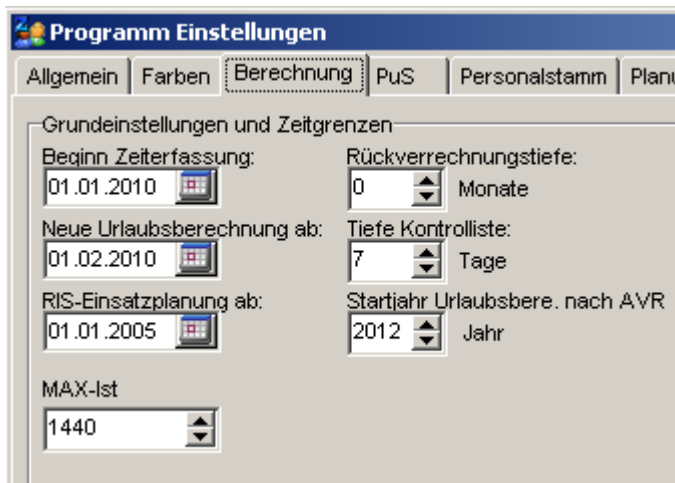 Programm Einstellungen
Allgemein Farben Berechnung PuS Personalstamm Planu
Grundeinstellungen und Zeitgrenzen
Beginn Zeiterfassung: Rückverrechnungstiefe:
01.01.2010 0 Monate
Neue Urlaubsberechnung ab: Tiefe Kontrolliste:
01.02.2010 7 Tage
RIS-Einsatzplanung ab: Startjahr Urlaubsbere. nach AVR
01.01.2005 2012 Jahr
MAX-Ist
1440